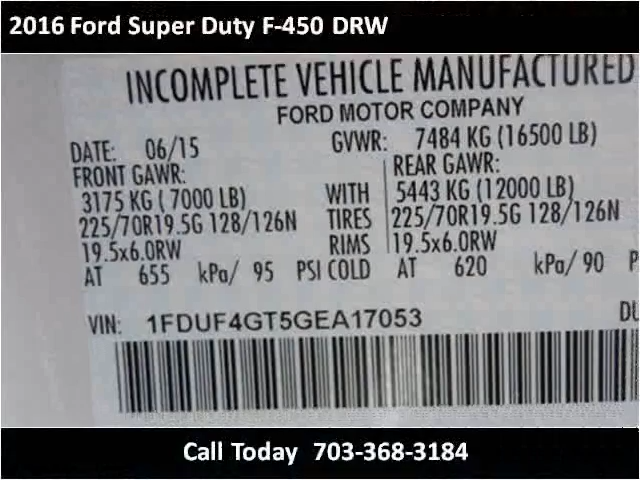 2016 Ford Super Duty F-450 DRW
INCOMPLETE VEHICLE MANUFACTURED
FORD MOTOR COMPANY
DATE: 06/15 GVWR: 7484 KG (16500 LB)
FRONT GAWR: REAR GAWR:
3175 KG ( 7000 LB) WITH 5443 KG (12000 LB)
225/70R19.5G 128/126N TIRES 225/70R19.5G 128/126N
19.5x6.0RW RIMS 19.5x6.0RW
AT 655 kPa/ 95 PSI COLD AT 620 kPa/ 90 P
VIN: 1FDUF4GT5GEA17053 DU
Call Today 703-368-3184